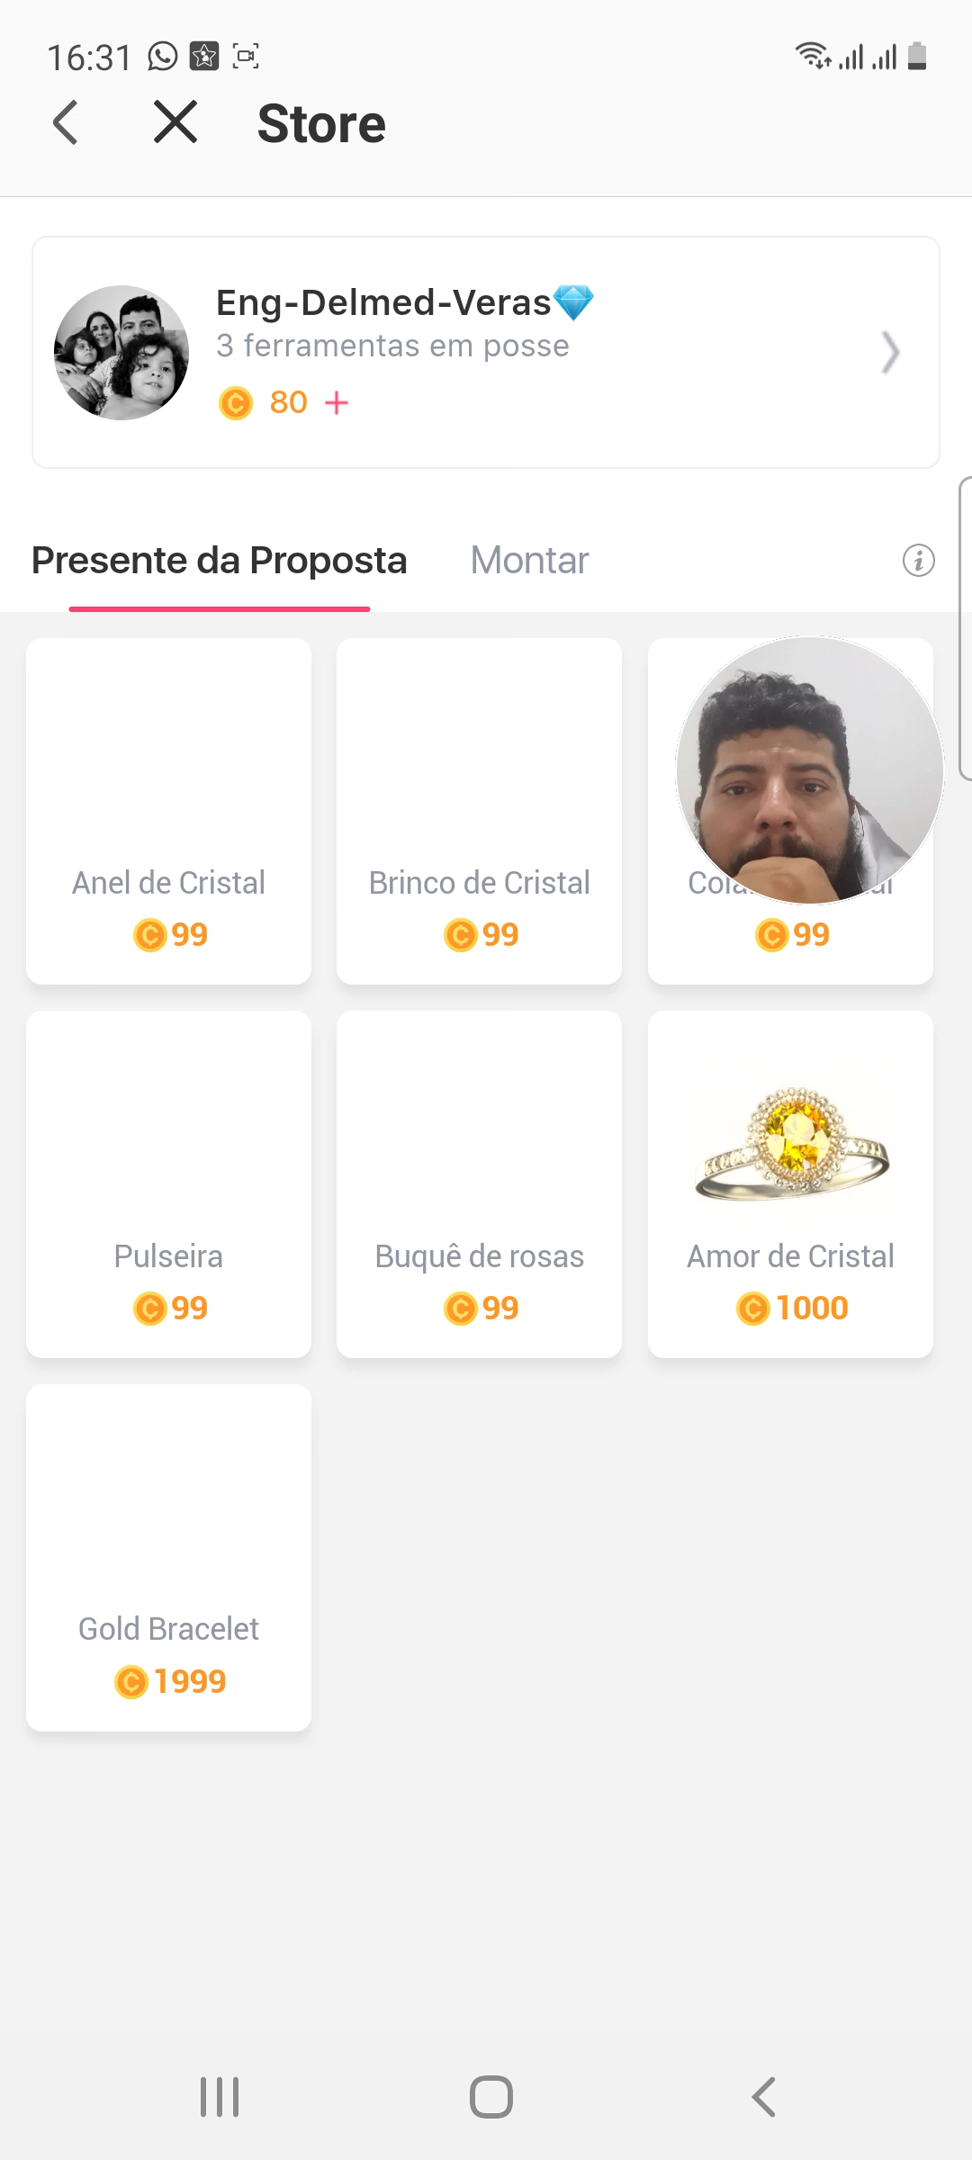 16:31
Store
Eng-Delmed-Veras💎
3 ferramentas em posse
80 +
Presente da Proposta
Montar
Anel de Cristal
99
Brinco de Cristal
99
99
Pulseira
99
Buquê de rosas
99
Amor de Cristal
1000
Gold Bracelet
1999